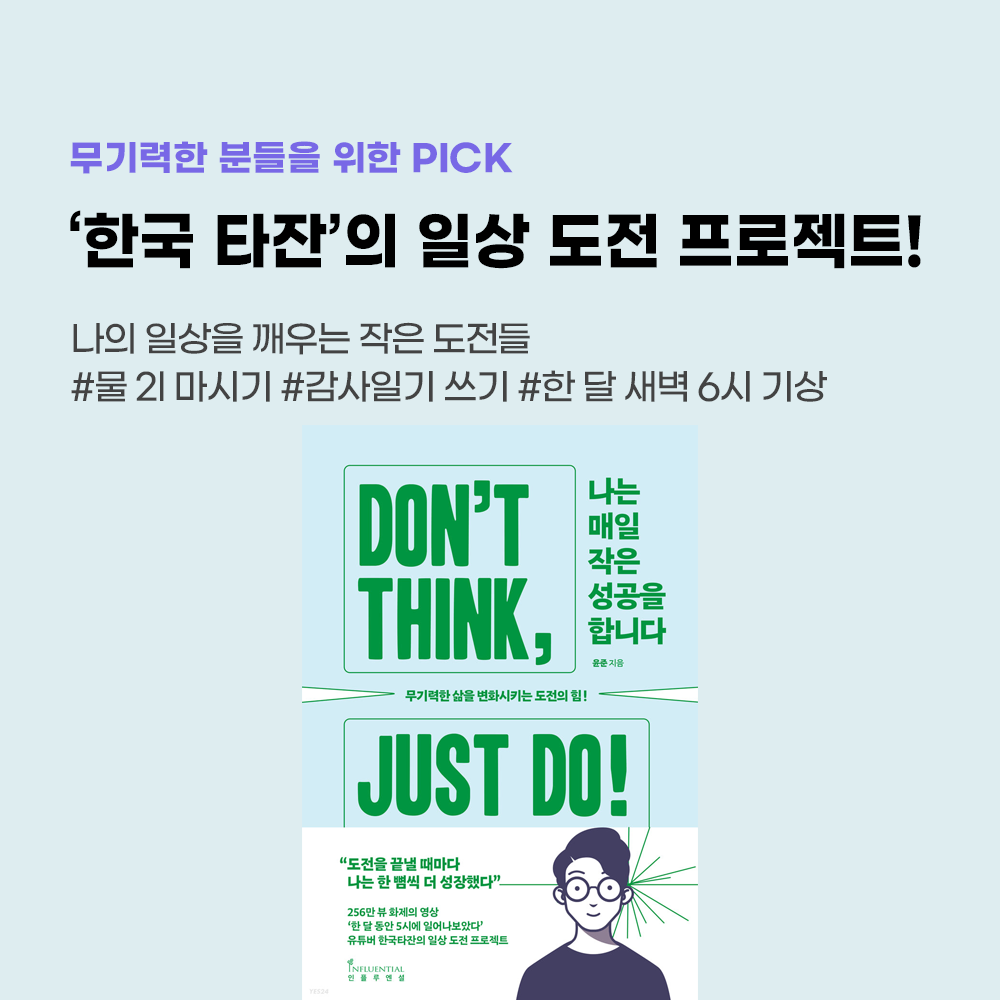 무기력한 분들을 위한 PICK
‘한국 타잔’의 일상 도전 프로젝트!
나의 일상을 깨우는 작은 도전들
#물 2l 마시기 #감사일기 쓰기 #한 달 새벽 6시 기상
DON’T
THINK,
나는
매일
작은
성공을
합니다
윤준 지음
무기력한 삶을 변화시키는 도전의 힘!
JUST DO!
“도전을 끝낼 때마다
나는 한 뼘씩 더 성장했다”
256만 뷰 화제의 영상
‘한 달 동안 5시에 일어나보았다’
유튜버 한국타잔의 일상 도전 프로젝트
INFLUENTIAL
인플루엔셜
YES24